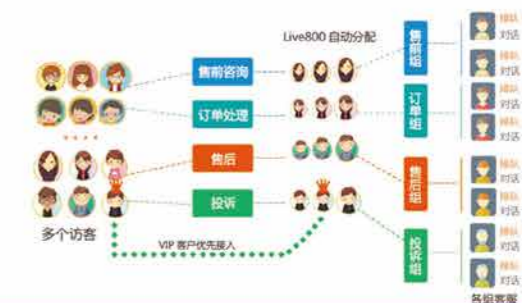 Live800 自动分配
售前咨询
订单处理
售后
投诉
多个访客
VIP 客户优先接入
售前组
订单组
售后组
投诉组
排队
对话
排队
对话
排队
对话
排队
对话
排队
对话
排队
对话
排队
对话
排队
对话
各组客服